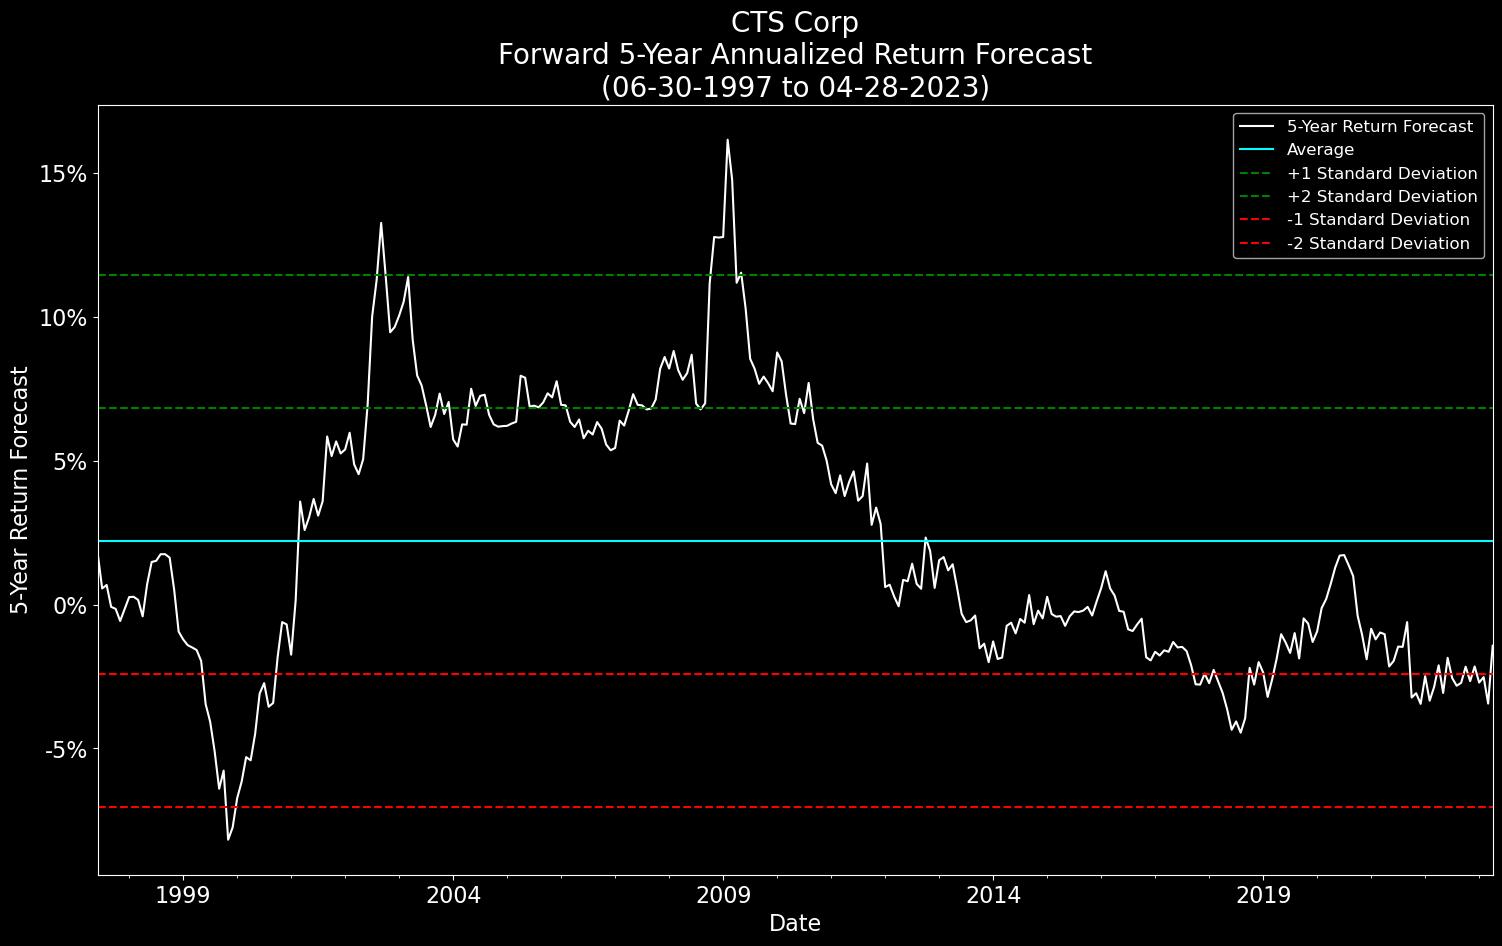 CTS Corp
Forward 5-Year Annualized Return Forecast
(06-30-1997 to 04-28-2023)
5-Year Return Forecast
Average
+1 Standard Deviation
+2 Standard Deviation
-1 Standard Deviation
-2 Standard Deviation
15%
10%
5%
0%
-5%
5-Year Return Forecast
1999
2004
2009
2014
2019
Date